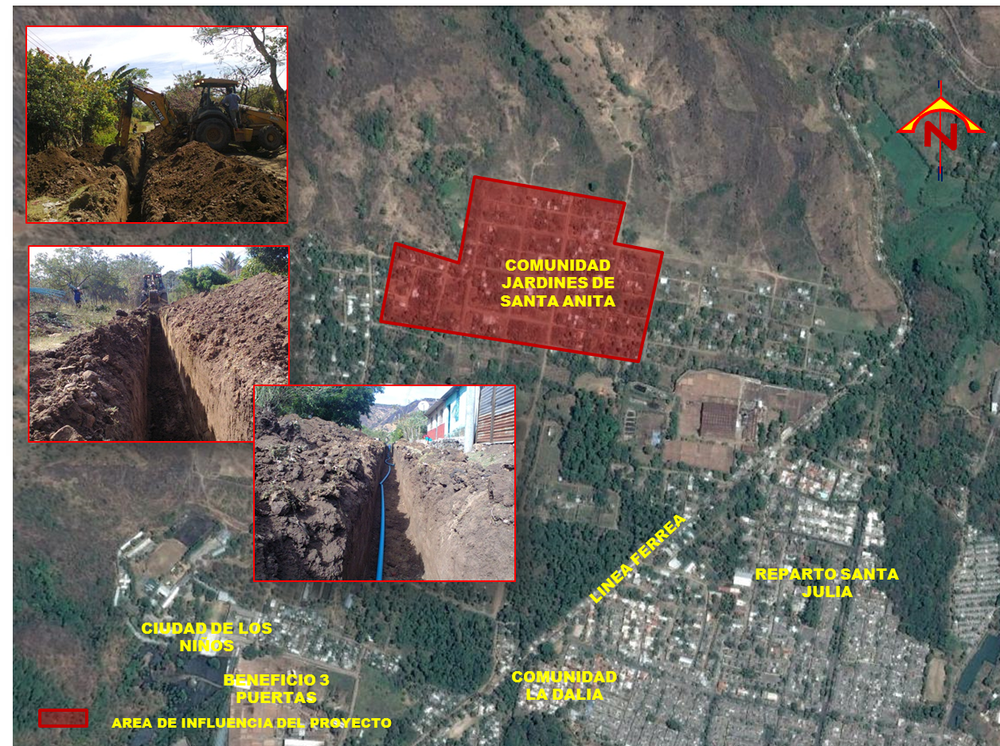 N
COMUNIDAD
JARDINES DE
SANTA ANITA
LINEA FERREA
REPARTO SANTA
JULIA
CIUDAD DE LOS
NIÑOS
BENEFICIO 3
PUERTAS
COMUNIDAD
LA DALIA
AREA DE INFLUENCIA DEL PROYECTO